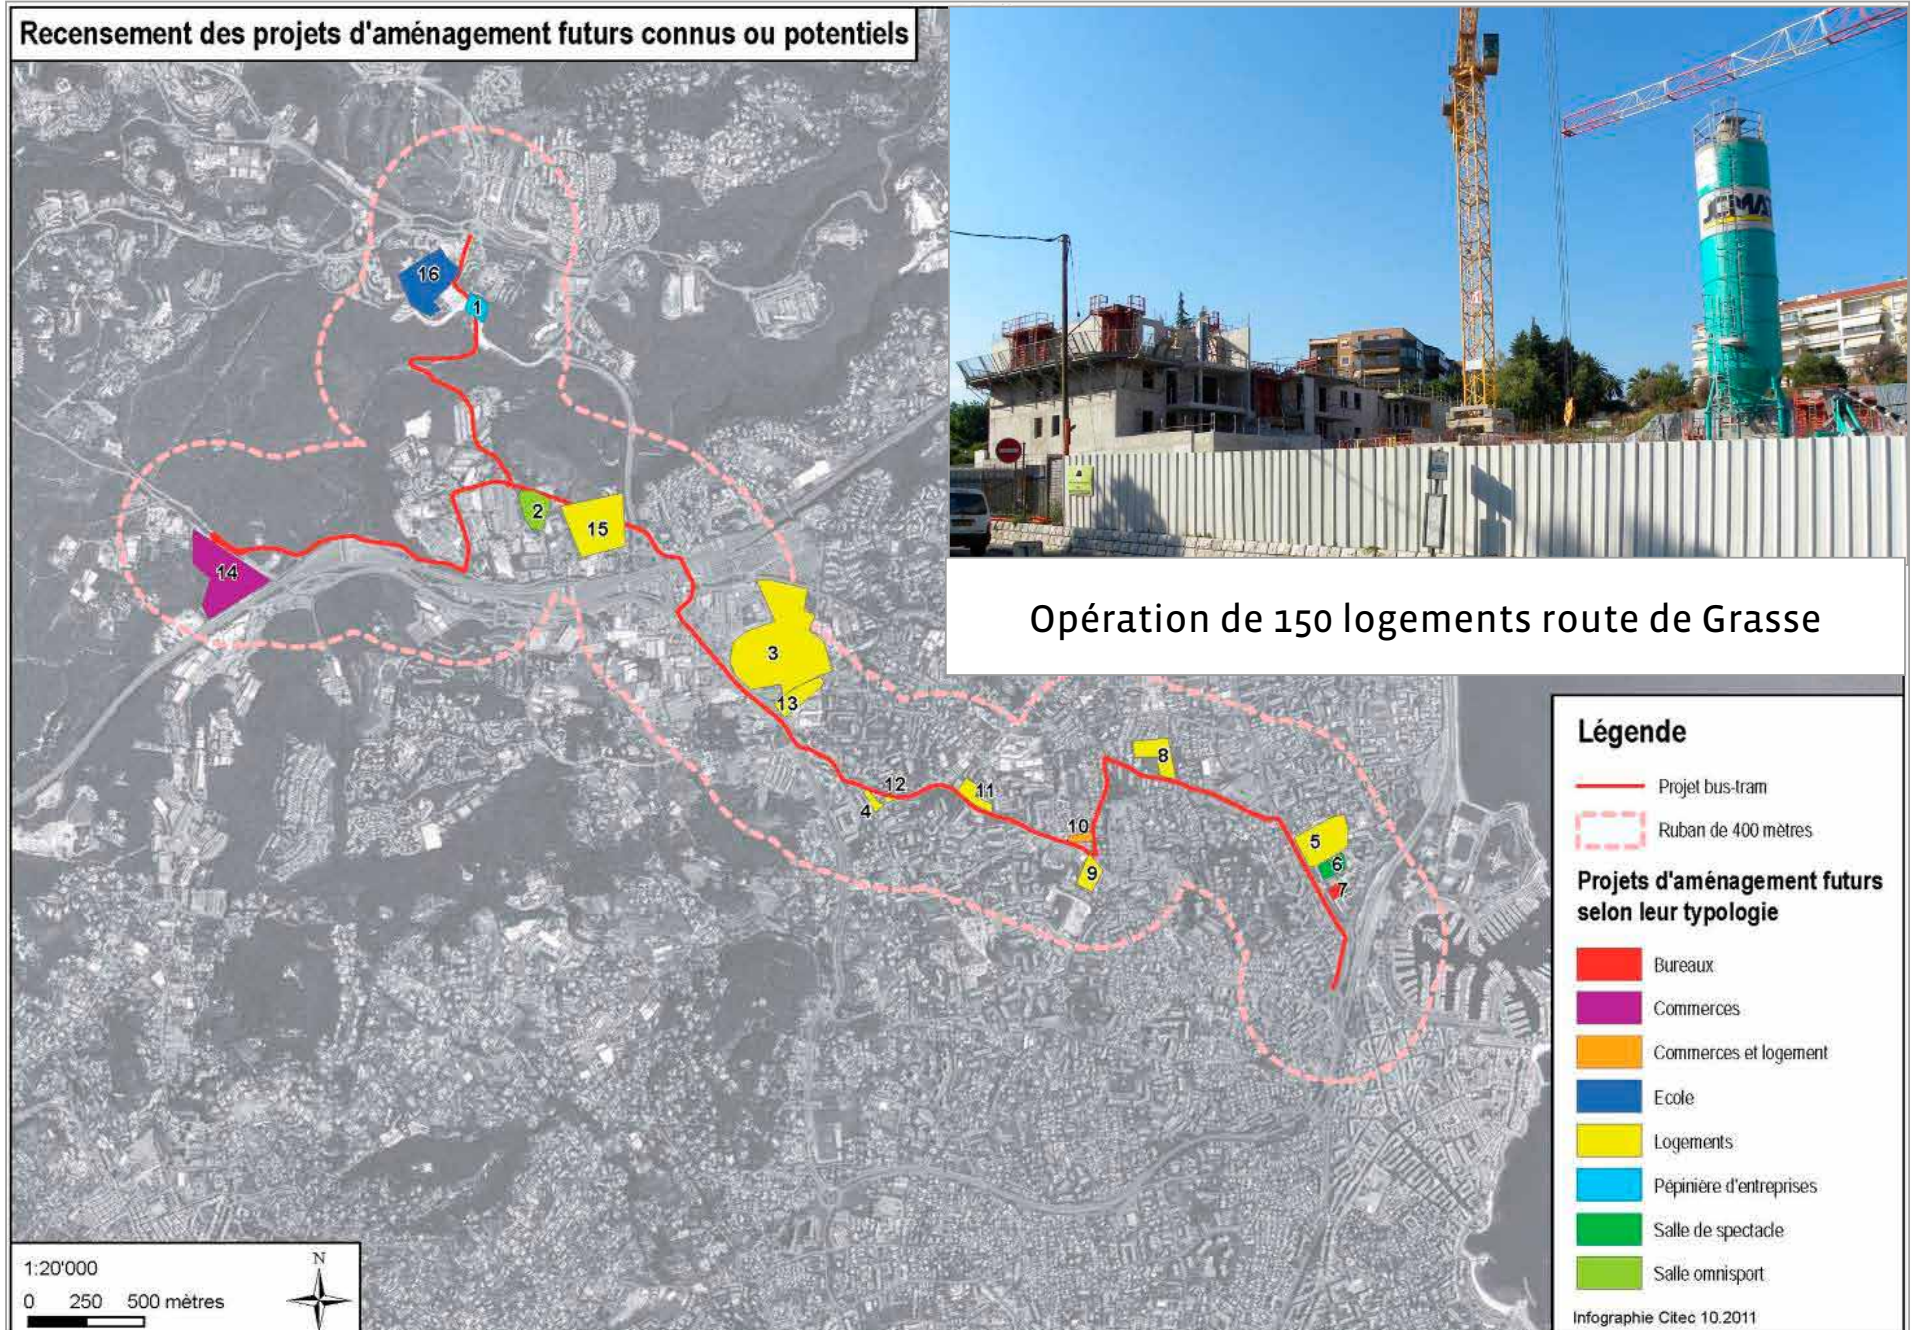 Recensement des projets d'aménagement futurs connus ou potentiels
16
1
2
15
14
3
13
12
4
11
10
9
8
5
6
7
Opération de 150 logements route de Grasse
Légende
Projet bus-tram
Ruban de 400 mètres
Projets d'aménagement futurs
selon leur typologie
Bureaux
Commerces
Commerces et logement
Ecole
Logements
Pépinière d'entreprises
Salle de spectacle
Salle omnisport
Infographie Citec 10.2011
1:20'000
0 250 500 mètres
N